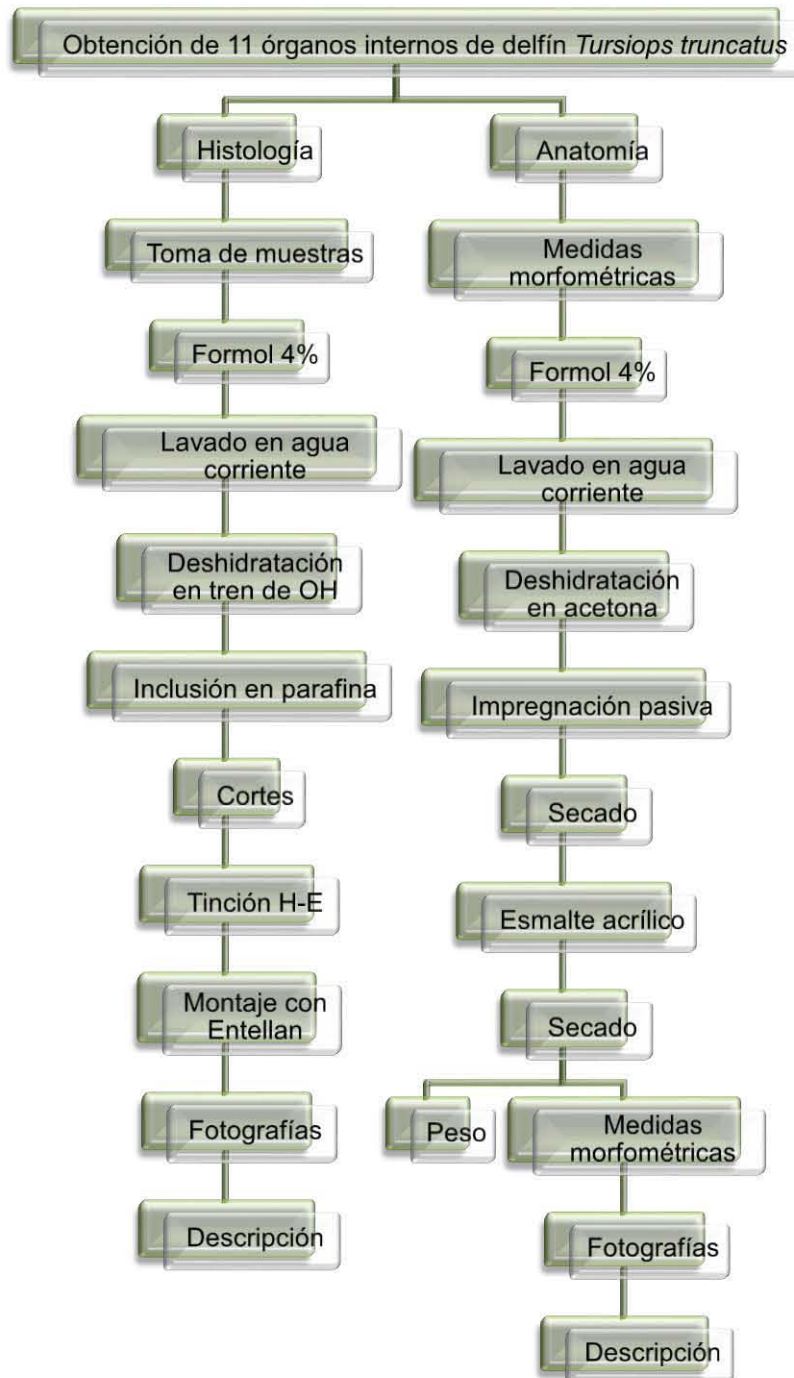 Obtención de 11 órganos internos de delfín Tursiops truncatus
Histología
Toma de muestras
Formol 4%
Lavado en agua
corriente
Deshidratación
en tren de OH
Inclusión en parafina
Cortes
Tinción H-E
Montaje con
Entellan
Fotografías
Descripción
Anatomía
Medidas
morfométricas
Formol 4%
Lavado en agua
corriente
Deshidratación
en acetona
Impregnación pasiva
Secado
Esmalte acrílico
Secado
Peso
Medidas
morfométricas
Fotografías
Descripción